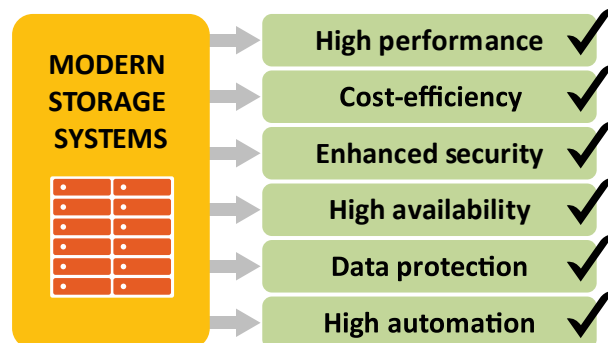 MODERN
STORAGE
SYSTEMS
High performance
Cost-efficiency
Enhanced security
High availability
Data protection
High automation